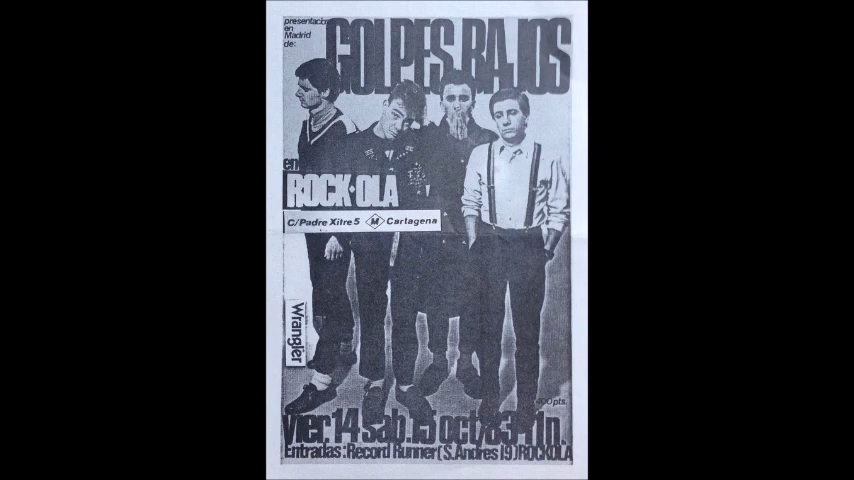 presentación
en
Madrid
de:
GOLPES BAJOS
en
ROCK-OLA
C/Padre Xifre 5 M Cartagena
Wrangler
400 pts.
vier. 14 sab. 15 oct/83-11n.
Entradas: Record Runner (S. Andres 19) ROCKOLA